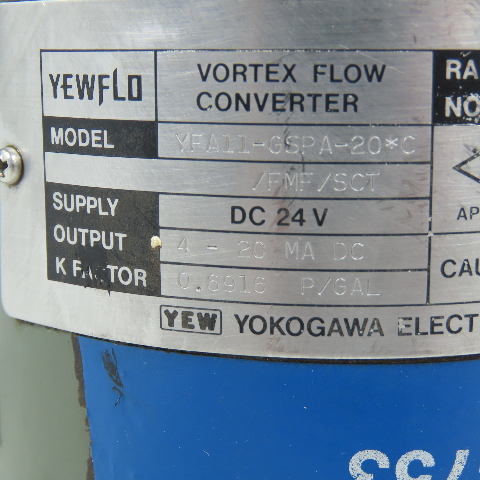 YEWFLO
VORTEX FLOW
CONVERTER
RA
NO
MODEL
YFA11-GSPA-20*C
/FMF/SCT
SUPPLY
DC 24 V
AP
OUTPUT
4 - 20 MA DC
K FACTOR
0.6916 P/GAL
CAU
YEW YOKOGAWA ELECT